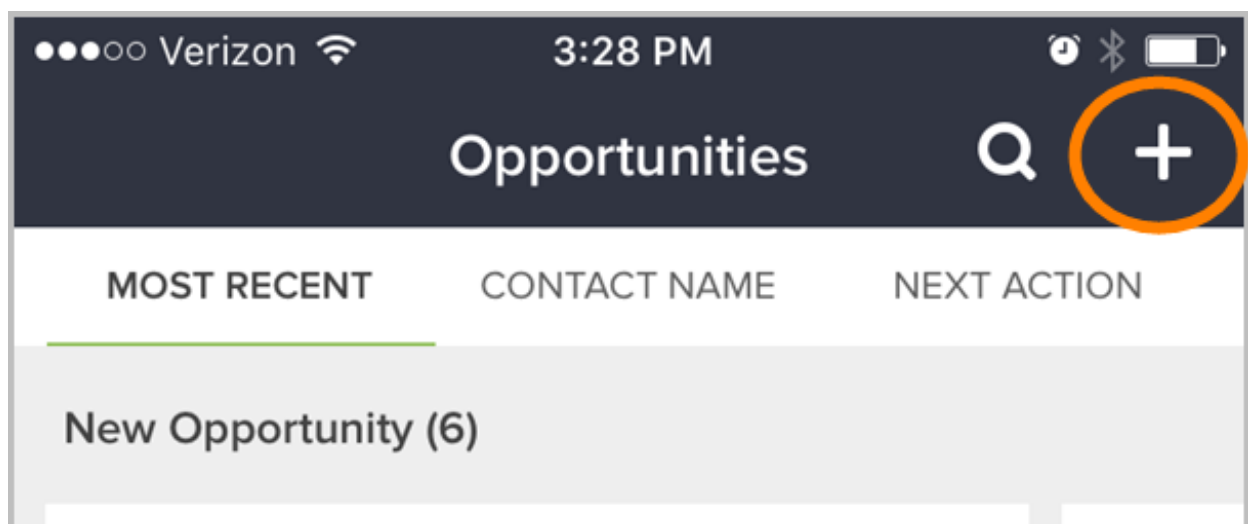 Verizon 3:28 PM
Opportunities
MOST RECENT CONTACT NAME NEXT ACTION
New Opportunity (6)